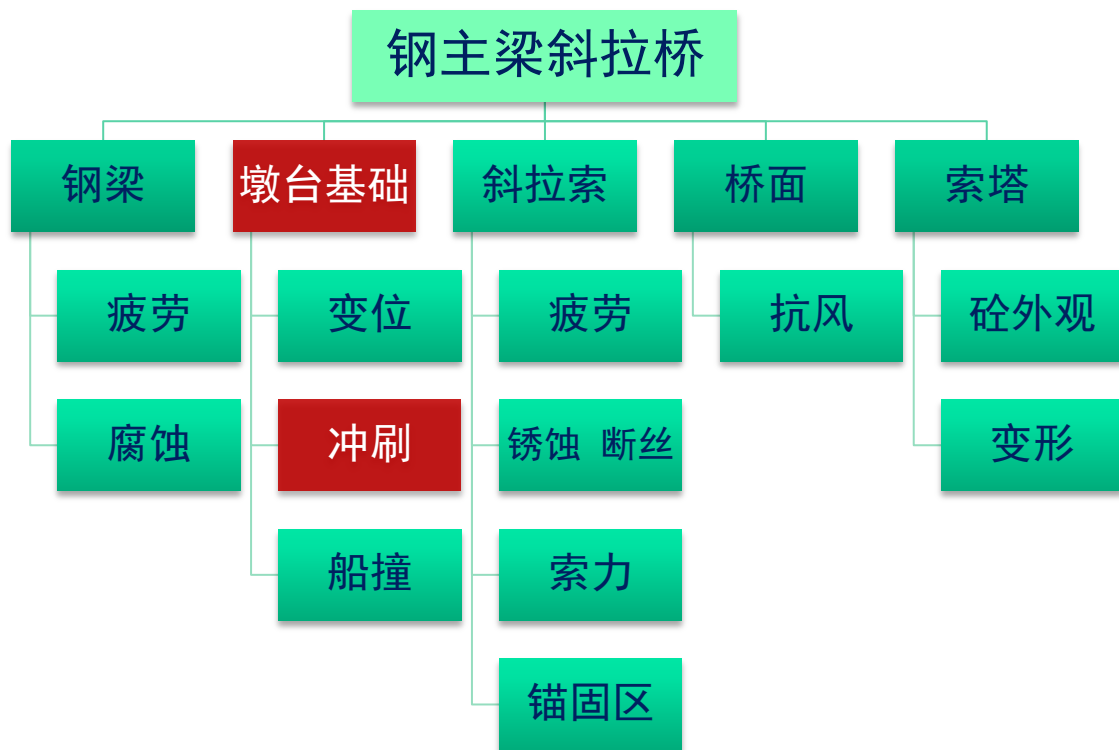 钢主梁斜拉桥
钢梁
墩台基础
斜拉索
桥面
索塔
疲劳
变位
疲劳
抗风
砼外观
腐蚀
冲刷
锈蚀 断丝
变形
船撞
索力
锚固区